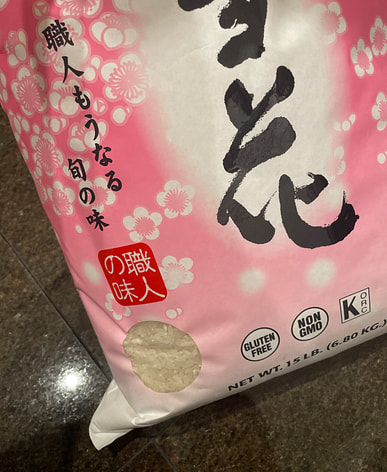 花
職人もうなる
旬の味
職人
の味
GLUTEN
FREE
NON
GMO
K ORC
NET WT. 15 LB. (6.80 KG.)